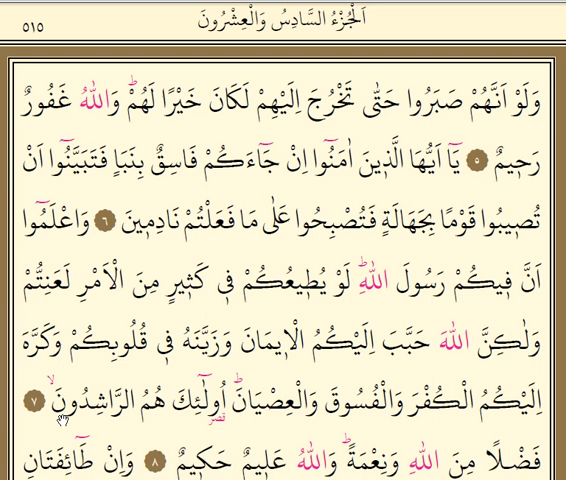 اَلْجُزْءُ السَّادِسُ وَالْعِشْرُونَ
٥١٥
وَلَوْ اَنَّهُمْ صَبَرُوا حَتّٰى تَخْرُجَ اِلَيْهِمْ لَكَانَ خَيْرًا لَهُمْۜ وَاللّٰهُ غَفُورٌ
رَح۪يمٌ ٥ يَٓا اَيُّهَا الَّذ۪ينَ اٰمَنُٓوا اِنْ جَٓاءَكُمْ فَاسِقٌ بِنَبَأٍ فَتَبَيَّنُٓوا اَنْ
تُص۪يبُوا قَوْمًا بِجَهَالَةٍ فَتُصْبِحُوا عَلٰى مَا فَعَلْتُمْ نَادِم۪ينَ ٦ وَاعْلَمُٓوا
اَنَّ ف۪يكُمْ رَسُولَ اللّٰهِۜ لَوْ يُط۪يعُكُمْ ف۪ي كَث۪يرٍ مِنَ الْاَمْرِ لَعَنِتُّمْ
وَلٰكِنَّ اللّٰهَ حَبَّبَ اِلَيْكُمُ الْا۪يمَانَ وَزَيَّنَهُ ف۪ي قُلُوبِكُمْ وَكَرَّهَ
اِلَيْكُمُ الْكُفْرَ وَالْفُسُوقَ وَالْعِصْيَانَۜ اُو۬لٰٓئِكَ هُمُ الرَّاشِدُونَۙ ٧
قصر
فَضْلًا مِنَ اللّٰهِ وَنِعْمَةًۜ وَاللّٰهُ عَل۪يمٌ حَك۪يمٌ ٨ وَاِنْ طَٓائِفَتَانِ